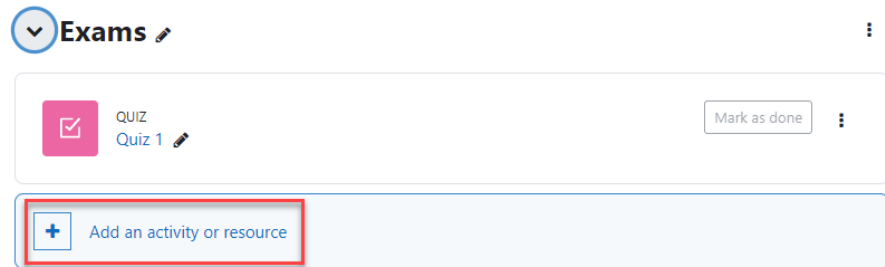 Exams
QUIZ
Mark as done
Quiz 1
Add an activity or resource